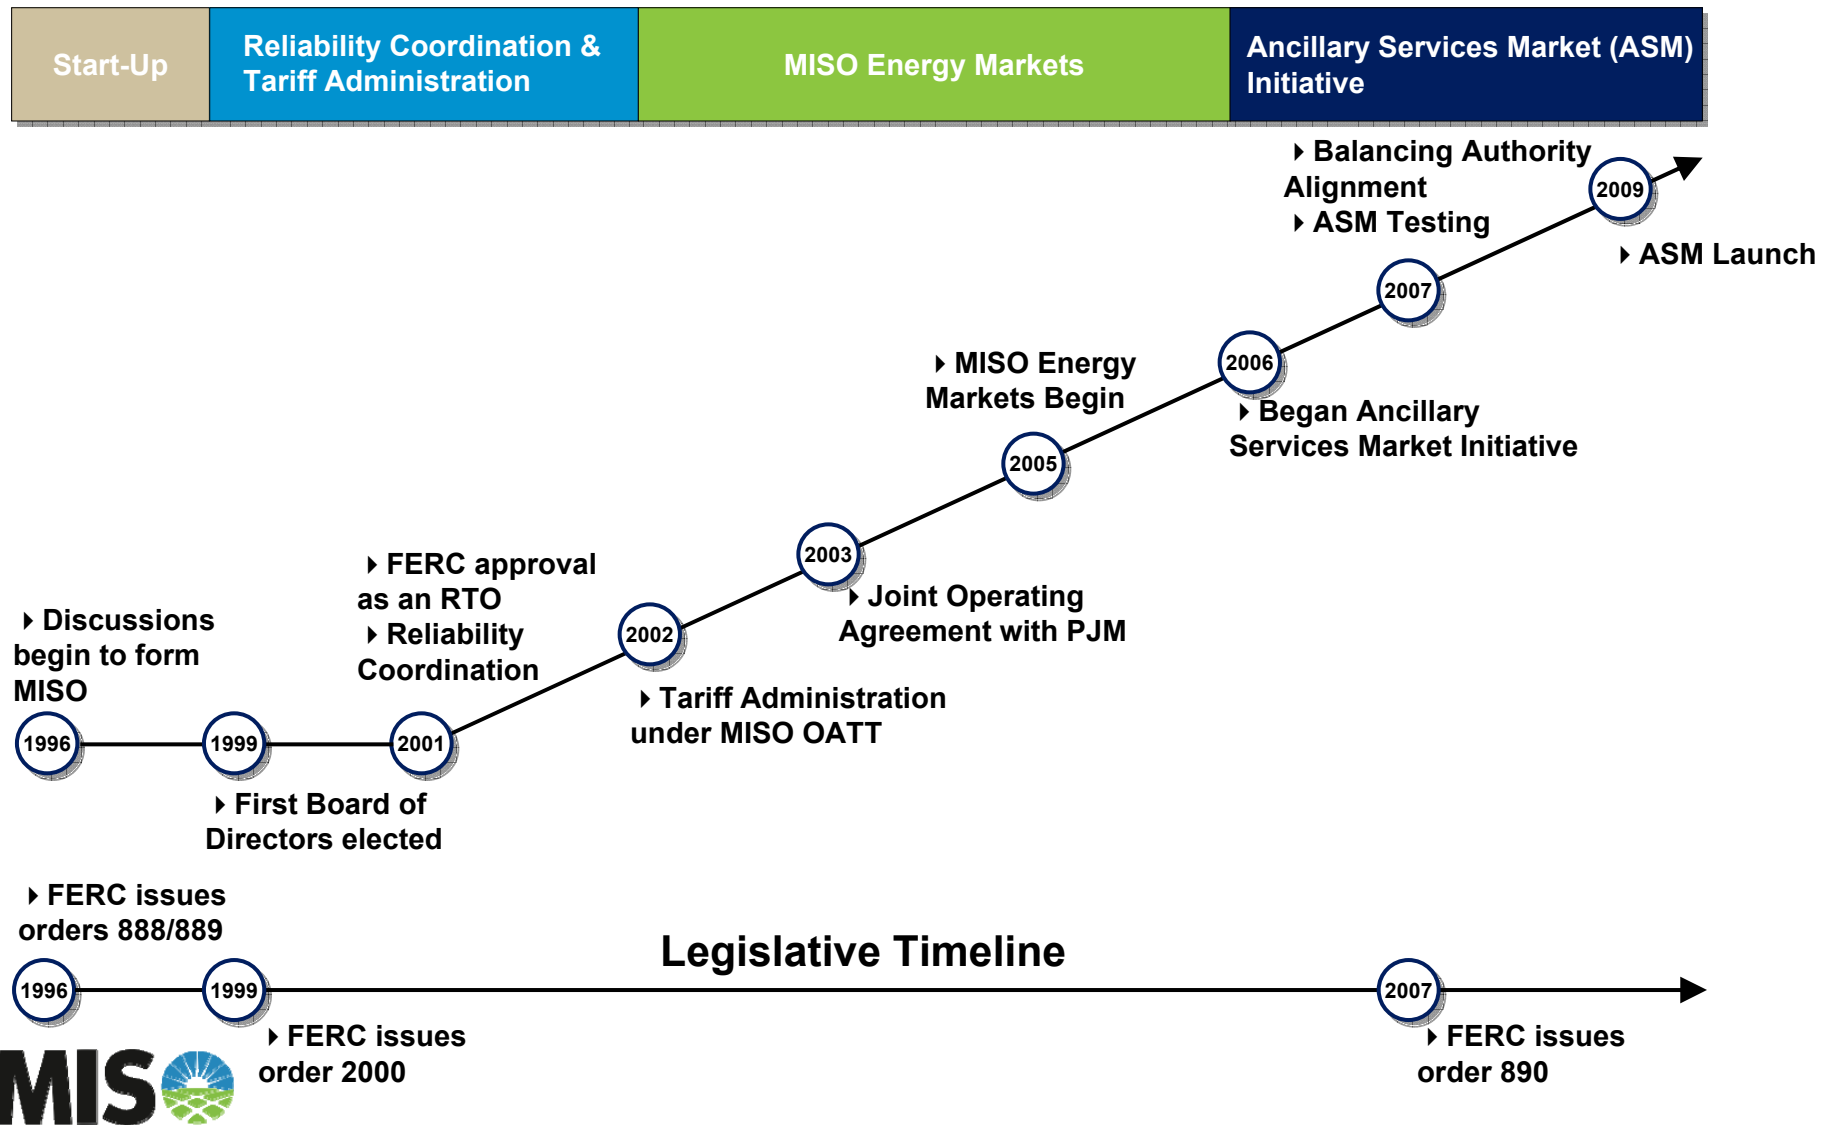 Start-Up
Reliability Coordination &
Tariff Administration
MISO Energy Markets
Ancillary Services Market (ASM)
Initiative
Balancing Authority
Alignment
ASM Testing
2009
ASM Launch
2007
MISO Energy
Markets Begin
2006
Began Ancillary
Services Market Initiative
2005
2003
Joint Operating
Agreement with PJM
FERC approval
as an RTO
Reliability
Coordination
2002
Tariff Administration
under MISO OATT
Discussions
begin to form
MISO
1996
1999
2001
First Board of
Directors elected
FERC issues
orders 888/889
Legislative Timeline
1996
1999
2007
FERC issues
order 2000
FERC issues
order 890
MISO